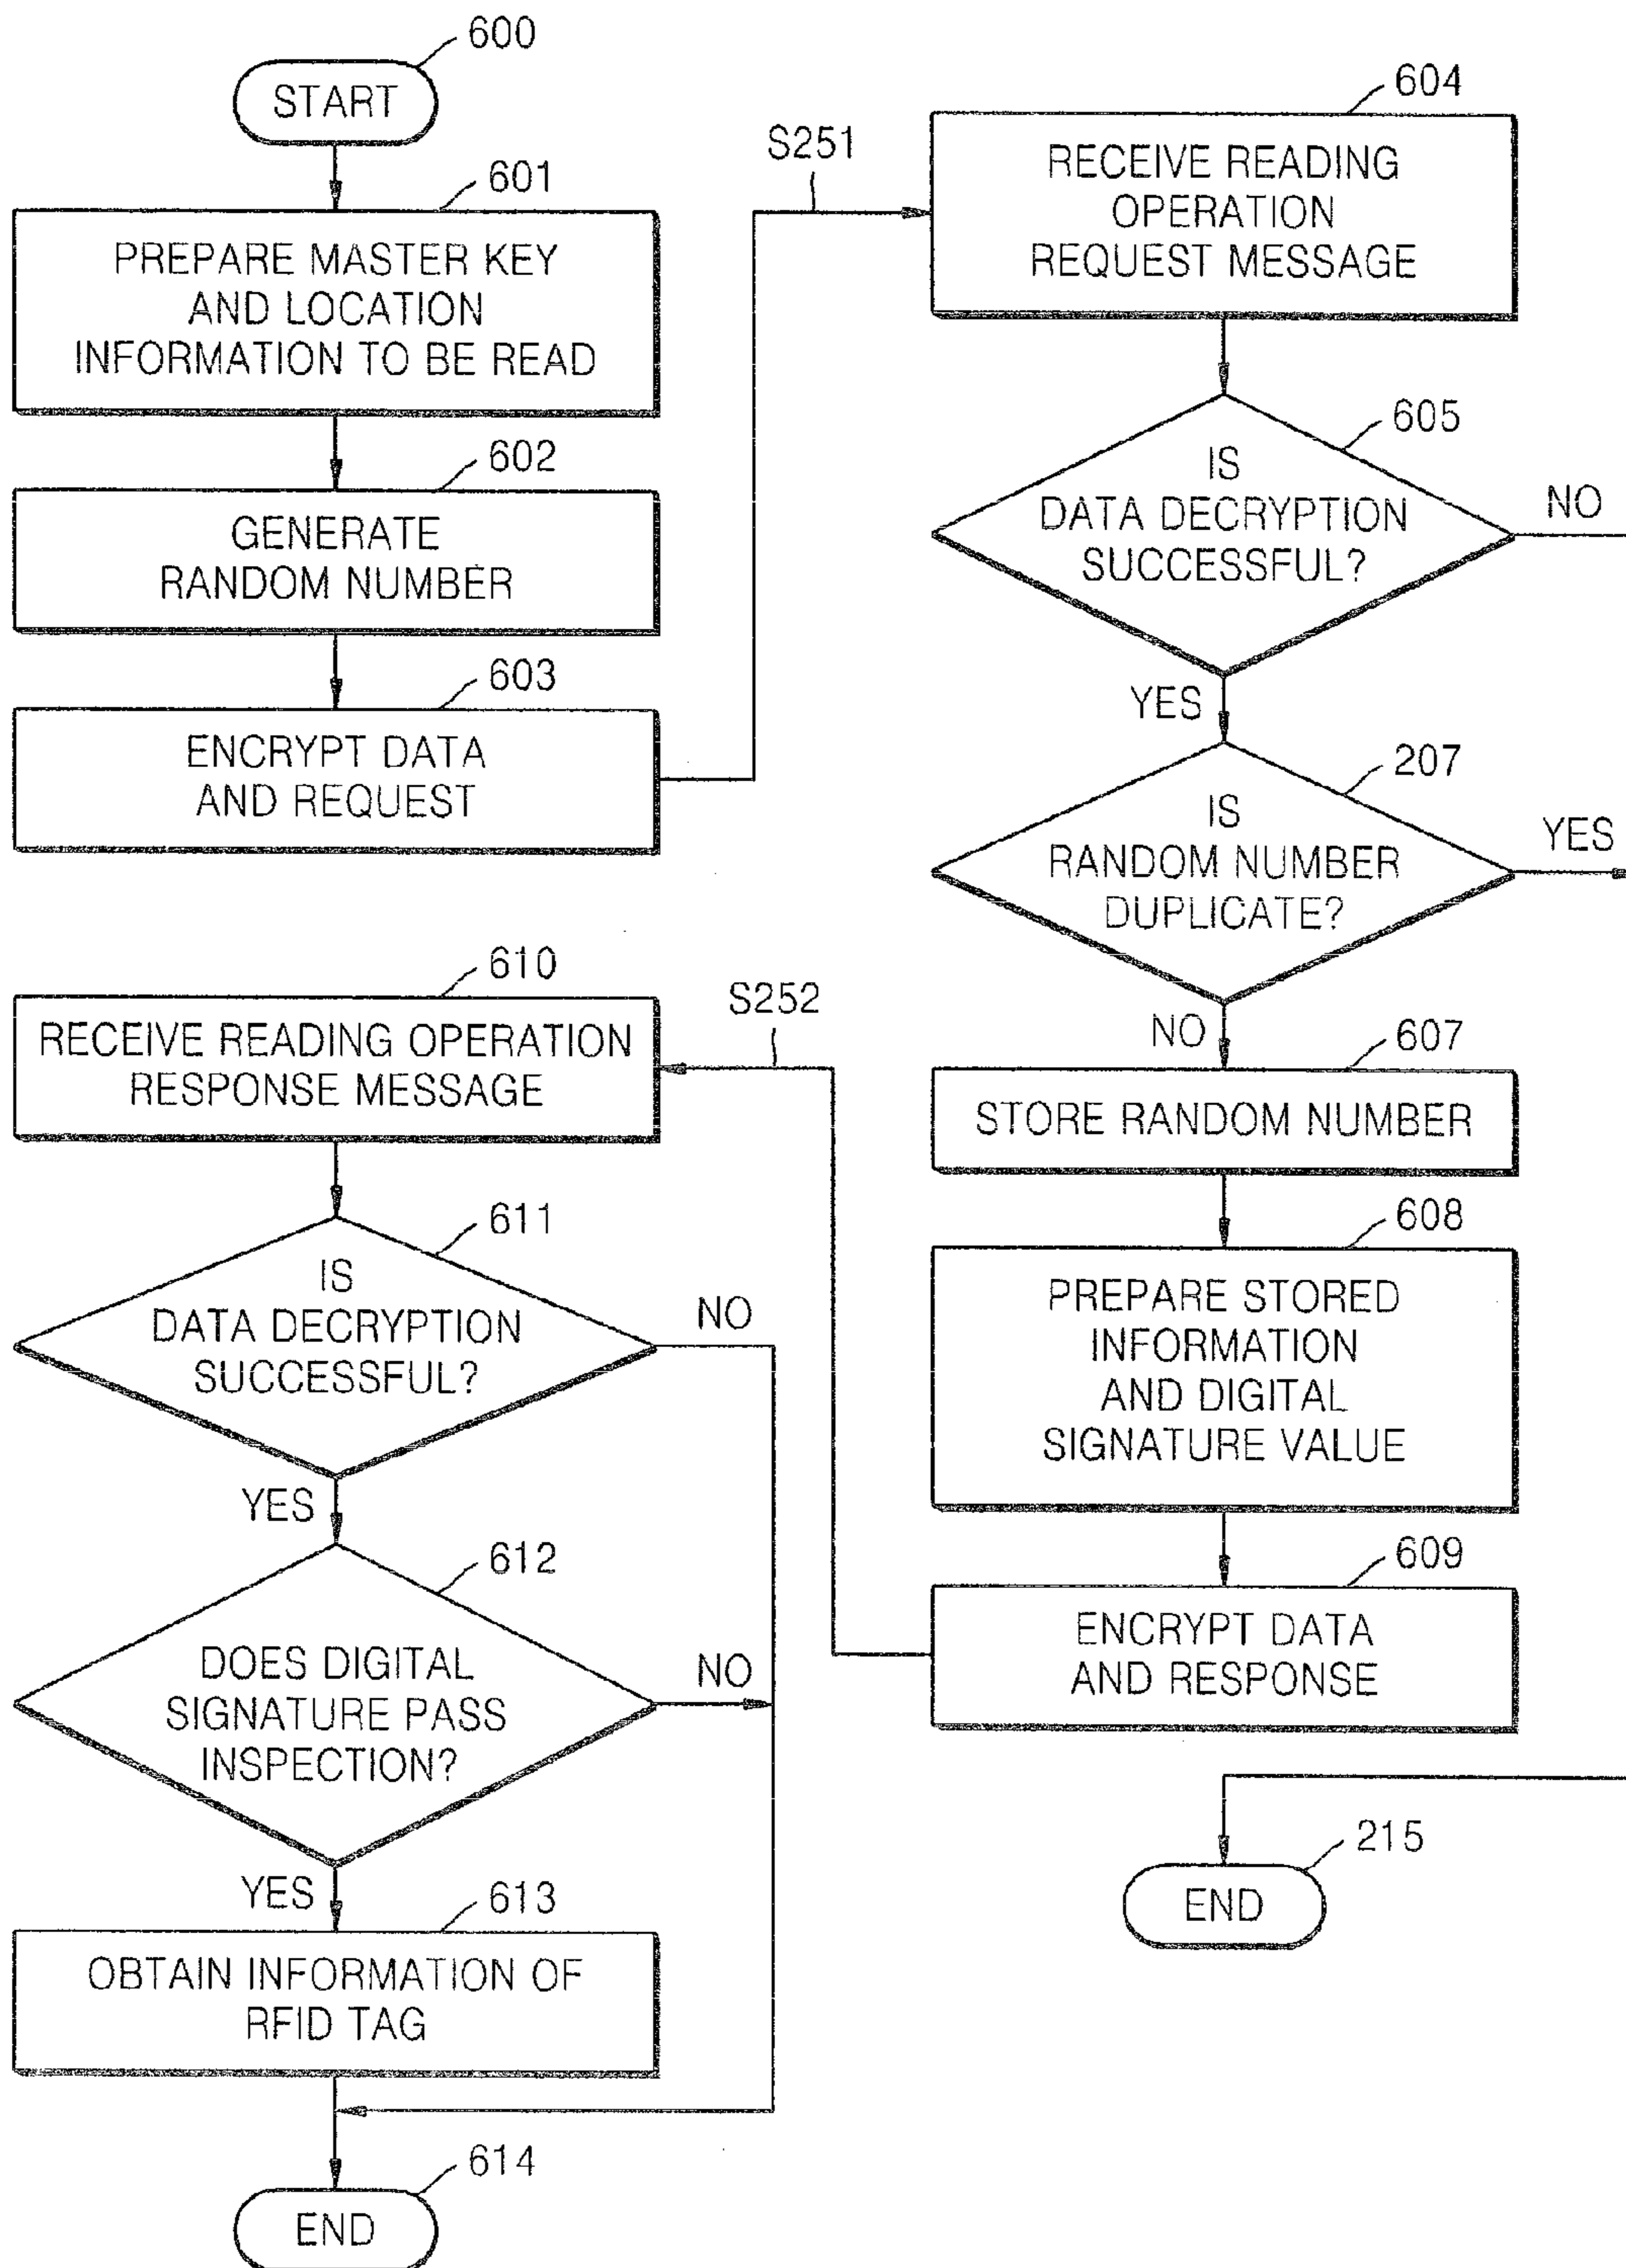 600
START
601
PREPARE MASTER KEY
AND LOCATION
INFORMATION TO BE READ
602
GENERATE
RANDOM NUMBER
603
ENCRYPT DATA
AND REQUEST
S251
604
RECEIVE READING
OPERATION
REQUEST MESSAGE
605
IS
DATA DECRYPTION
SUCCESSFUL?
NO
YES
207
IS
RANDOM NUMBER
DUPLICATE?
YES
NO
607
STORE RANDOM NUMBER
608
PREPARE STORED
INFORMATION
AND DIGITAL
SIGNATURE VALUE
609
ENCRYPT DATA
AND RESPONSE
S252
610
RECEIVE READING OPERATION
RESPONSE MESSAGE
611
IS
DATA DECRYPTION
SUCCESSFUL?
NO
YES
612
DOES DIGITAL
SIGNATURE PASS
INSPECTION?
NO
YES
613
OBTAIN INFORMATION OF
RFID TAG
614
END
215
END